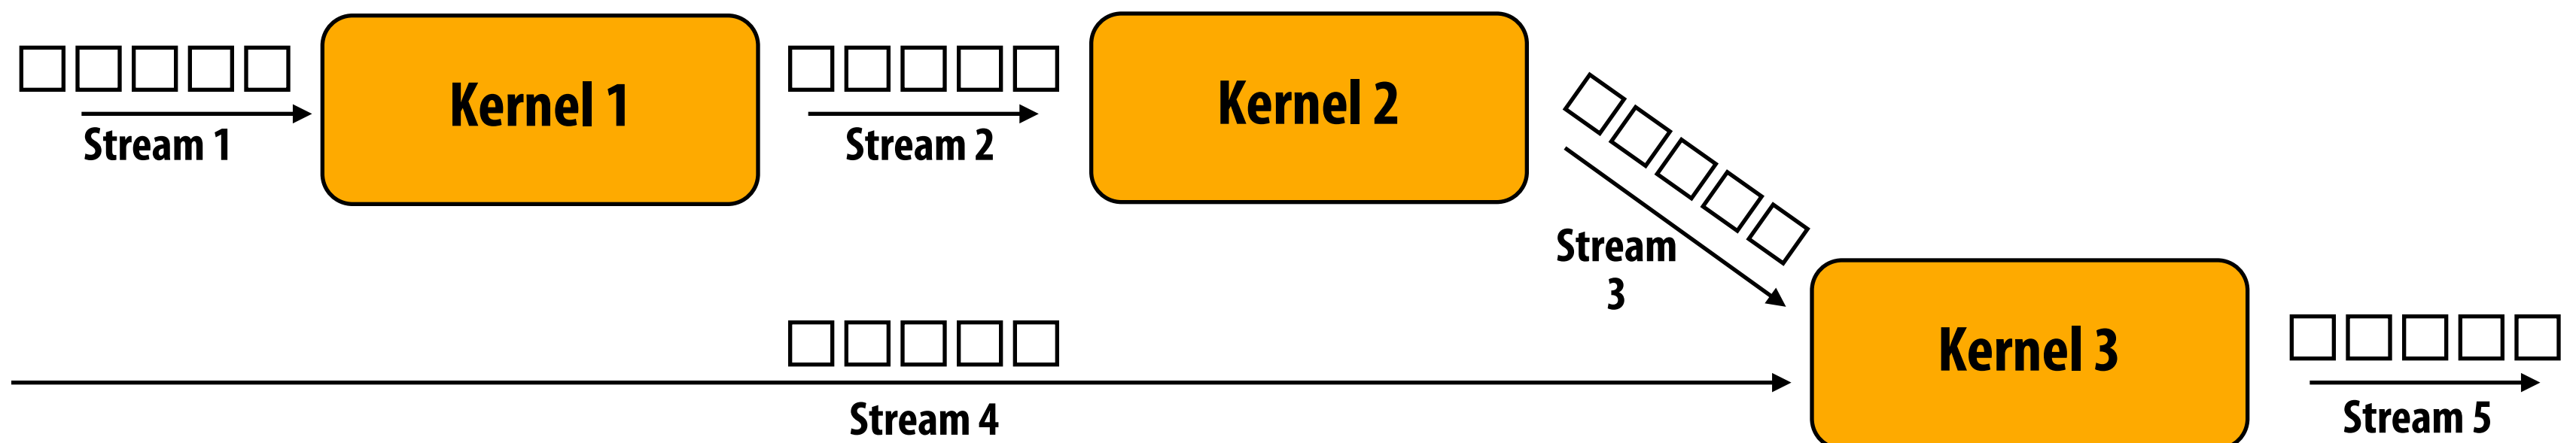 Kernel 1
Kernel 2
Stream 1
Stream 2
Stream
3
Kernel 3
Stream 4
Stream 5